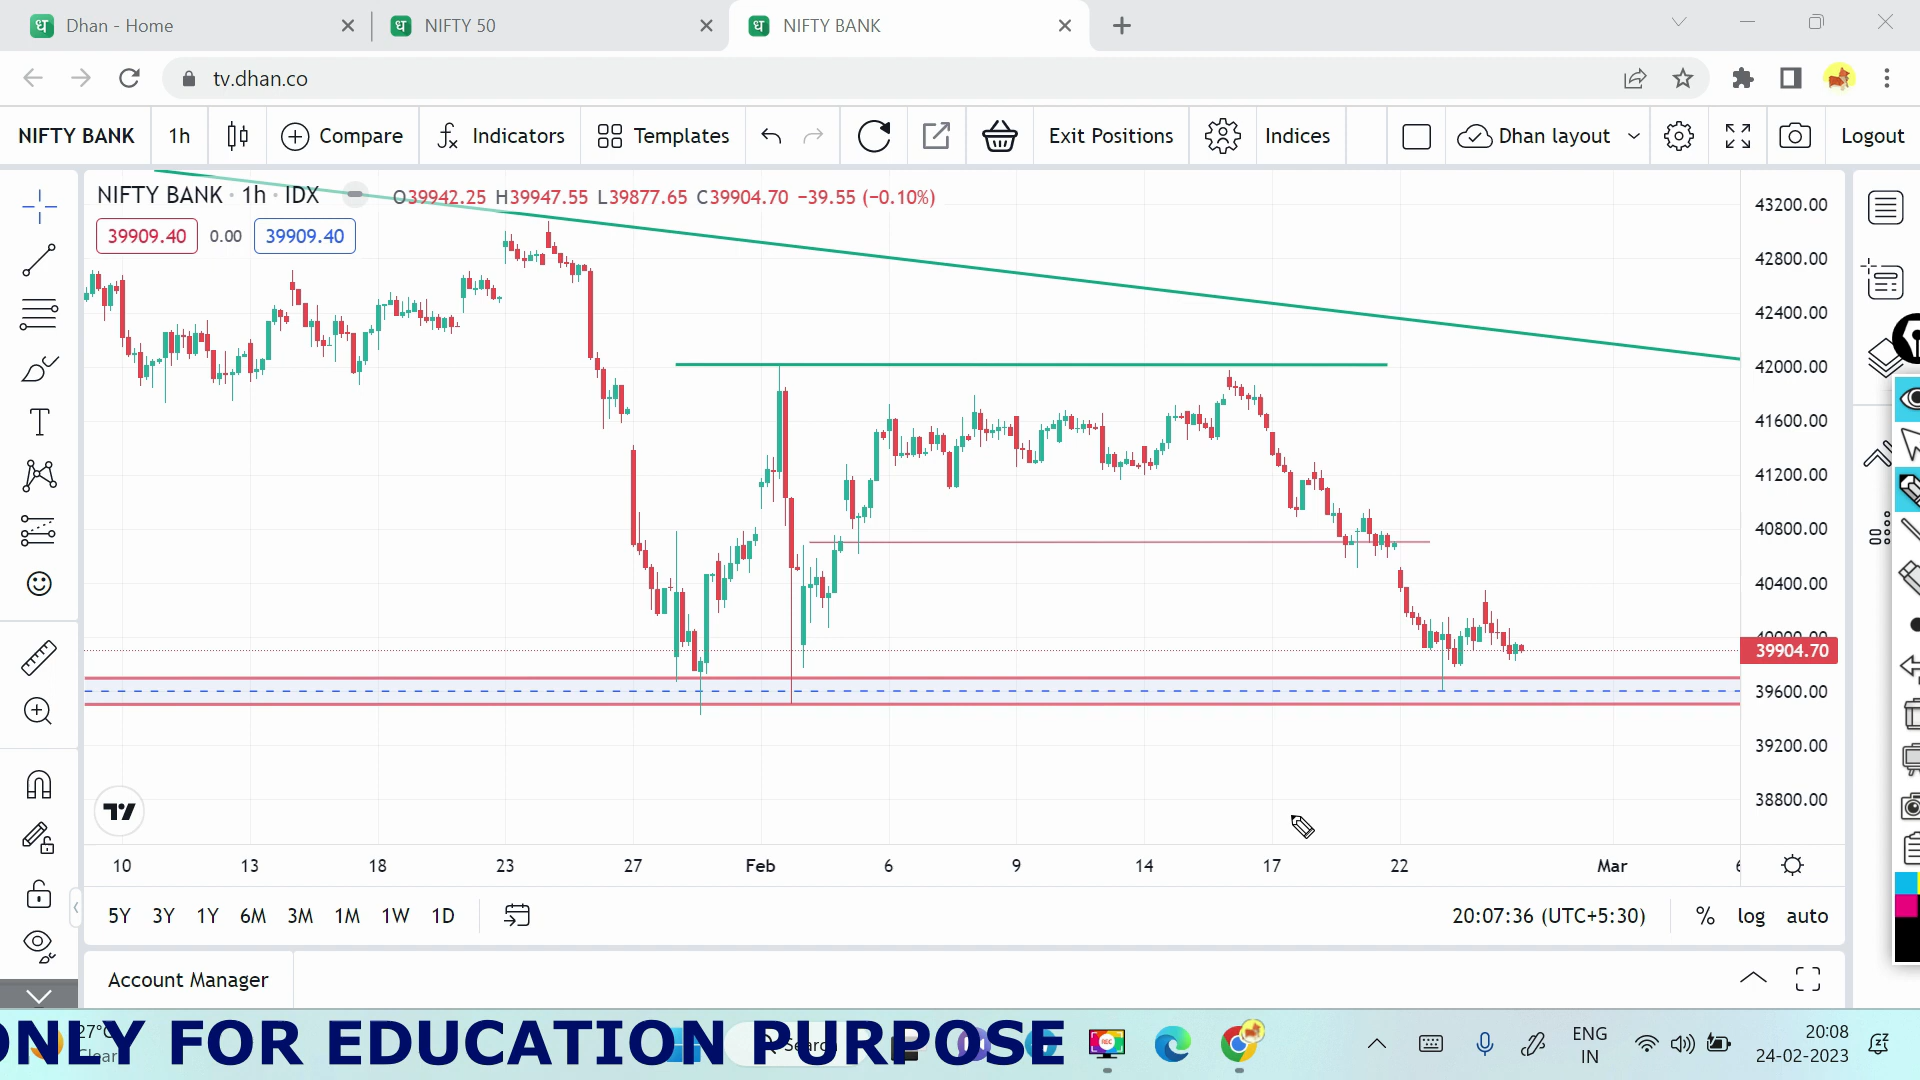 Dhan - Home
NIFTY 50
NIFTY BANK
tv.dhan.co
NIFTY BANK
1h
Compare
Indicators
Templates
Exit Positions
Indices
Dhan layout
Logout
NIFTY BANK · 1h · IDX
O39942.25 H39947.55 L39877.65 C39904.70 −39.55 (−0.10%)
39909.40
0.00
39909.40
43200.00
42800.00
42400.00
42000.00
41600.00
41200.00
40800.00
40400.00
40000.00
39904.70
39600.00
39200.00
38800.00
10
13
18
23
27
Feb
6
9
14
17
22
Mar
5Y
3Y
1Y
6M
3M
1M
1W
1D
20:07:36 (UTC+5:30)
%
log
auto
Account Manager
27°C
Clear
ONLY FOR EDUCATION PURPOSE
Search
ENG
IN
20:08
24-02-2023